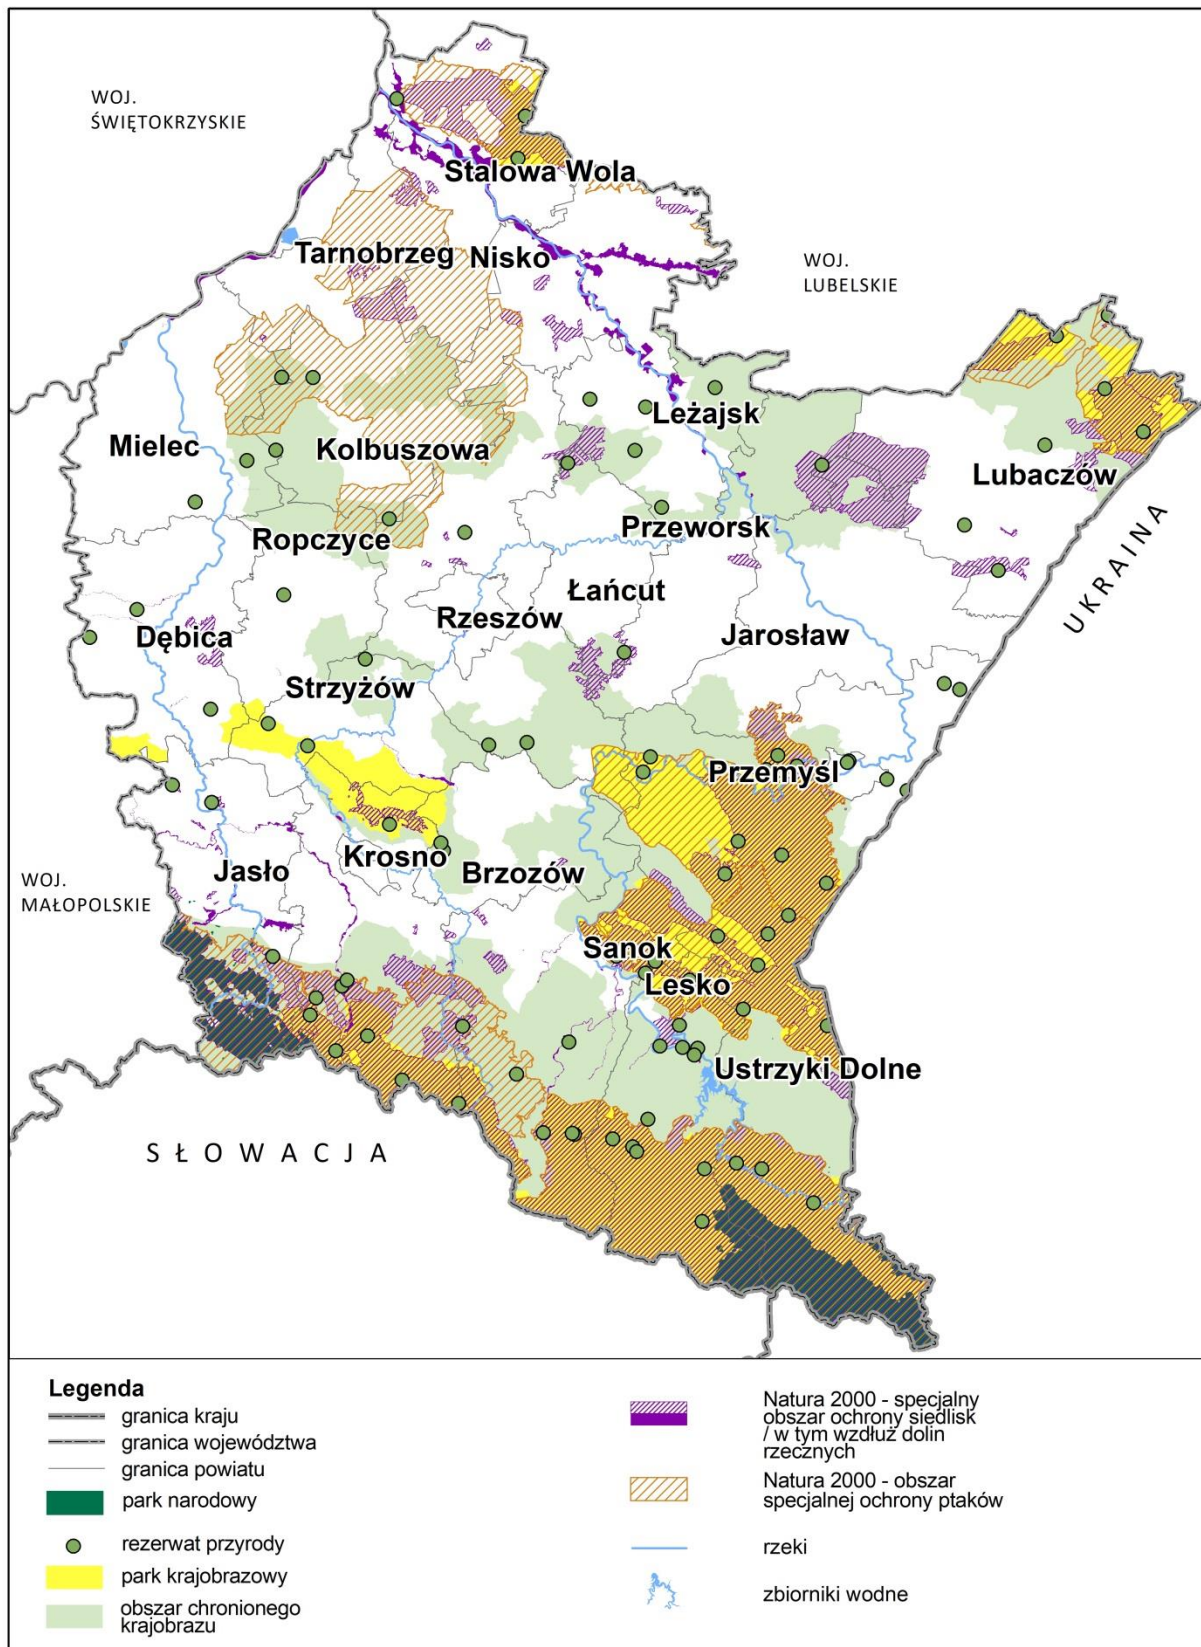 WOJ.
ŚWIĘTOKRZYSKIE
Stalowa Wola
Tarnobrzeg
Nisko
WOJ.
LUBELSKIE
Leżajsk
Mielec
Kolbuszowa
Lubaczów
Przeworsk
Ropczyce
Łańcut
Rzeszów
UKRAINA
Dębica
Jarosław
Strzyżów
Przemyśl
Krosno
Jasło
Brzozów
WOJ.
MAŁOPOLSKIE
Sanok
Lesko
Ustrzyki Dolne
SŁOWACJA
Legenda
granica kraju
granica województwa
granica powiatu
park narodowy
rezerwat przyrody
park krajobrazowy
obszar chronionego
krajobrazu
Natura 2000 - specjalny
obszar ochrony siedlisk
/ w tym wzdłuż dolin
rzecznych
Natura 2000 - obszar
specjalnej ochrony ptaków
rzeki
zbiorniki wodne